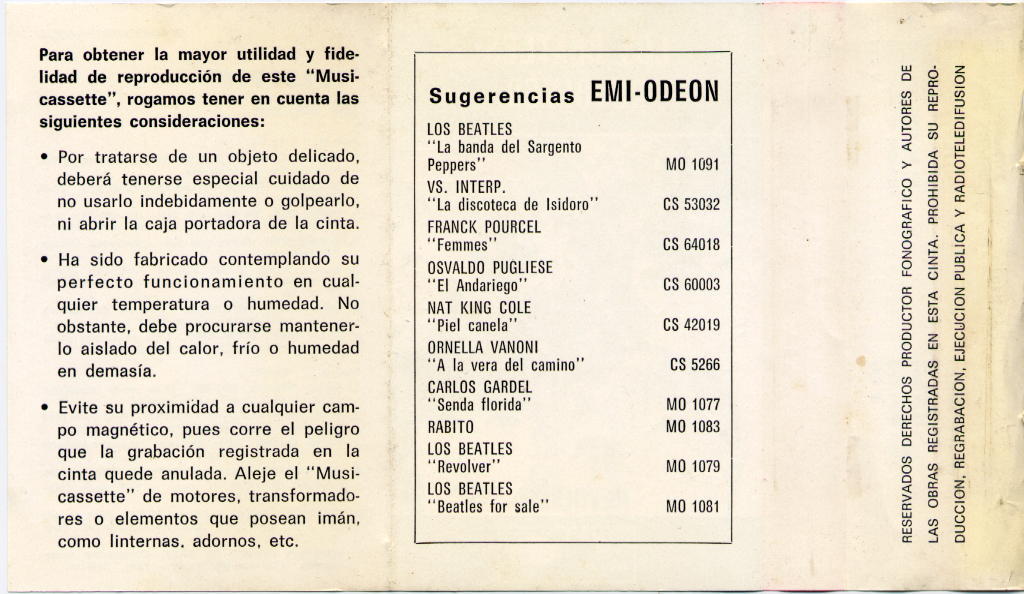 Para obtener la mayor utilidad y fide-
lidad de reproducción de este "Musi-
cassette", rogamos tener en cuenta las
siguientes consideraciones:
• Por tratarse de un objeto delicado,
deberá tenerse especial cuidado de
no usarlo indebidamente o golpearlo,
ni abrir la caja portadora de la cinta.
• Ha sido fabricado contemplando su
perfecto funcionamiento en cual-
quier temperatura o humedad. No
obstante, debe procurarse mantener-
lo aislado del calor, frío o humedad
en demasía.
• Evite su proximidad a cualquier cam-
po magnético, pues corre el peligro
que la grabación registrada en la
cinta quede anulada. Aleje el "Musi-
cassette" de motores, transformado-
res o elementos que posean imán,
como linternas, adornos, etc.
Sugerencias EMI-ODEON
LOS BEATLES
"La banda del Sargento
Peppers" MO 1091
VS. INTERP.
"La discoteca de Isidoro" CS 53032
FRANCK POURCEL
"Femmes" CS 64018
OSVALDO PUGLIESE
"El Andariego" CS 60003
NAT KING COLE
"Piel canela" CS 42019
ORNELLA VANONI
"A la vera del camino" CS 5266
CARLOS GARDEL
"Senda florida" MO 1077
RABITO MO 1083
LOS BEATLES
"Revolver" MO 1079
LOS BEATLES
"Beatles for sale" MO 1081
RESERVADOS DERECHOS PRODUCTOR FONOGRAFICO Y AUTORES DE
LAS OBRAS REGISTRADAS EN ESTA CINTA. PROHIBIDA SU REPRO-
DUCCION, REGRABACION, EJECUCION PUBLICA Y RADIOTELEDIFUSION